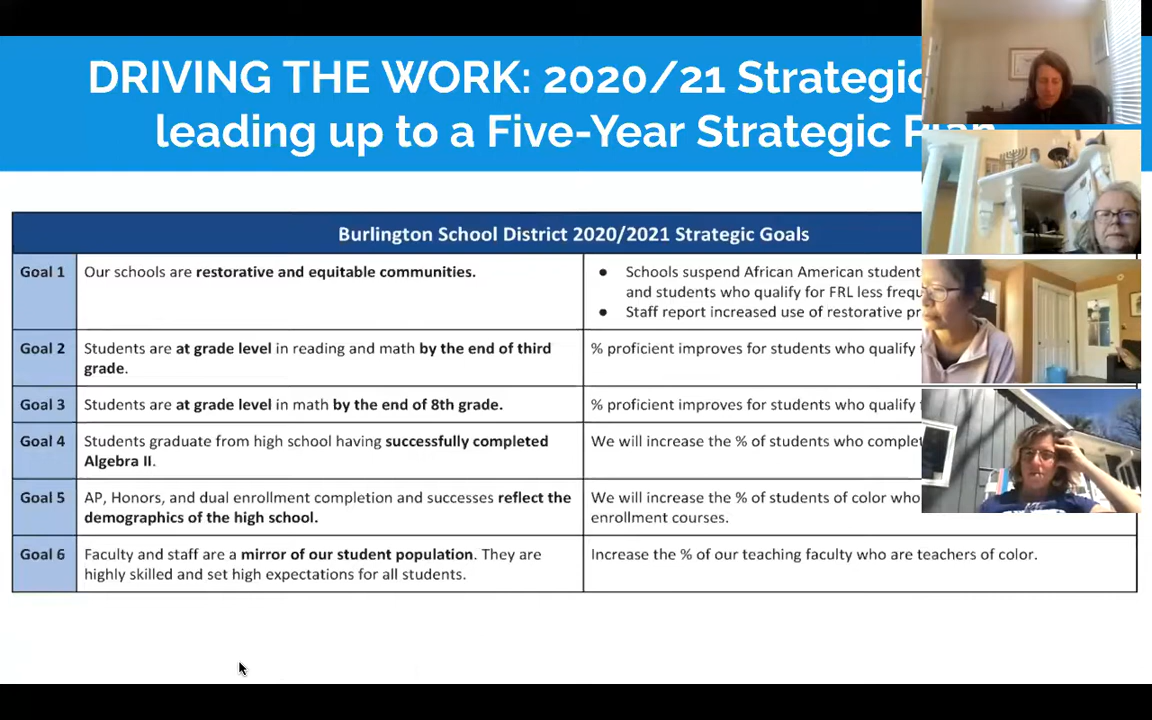 DRIVING THE WORK: 2020/21 Strategic
leading up to a Five-Year Strategic Plan
Burlington School District 2020/2021 Strategic Goals
Goal 1
Our schools are restorative and equitable communities.
● Schools suspend African American student
and students who qualify for FRL less
● Staff report increased use of restorative
Goal 2
Students are at grade level in reading and math by the end of third
grade.
% proficient improves for students who qualify
Goal 3
Students are at grade level in math by the end of 8th grade.
% proficient improves for students who qualify
Goal 4
Students graduate from high school having successfully completed
Algebra II.
We will increase the % of students who
Goal 5
AP, Honors, and dual enrollment completion and successes reflect the
demographics of the high school.
We will increase the % of students of color who
enrollment courses.
Goal 6
Faculty and staff are a mirror of our student population. They are
highly skilled and set high expectations for all students.
Increase the % of our teaching faculty who are teachers of color.